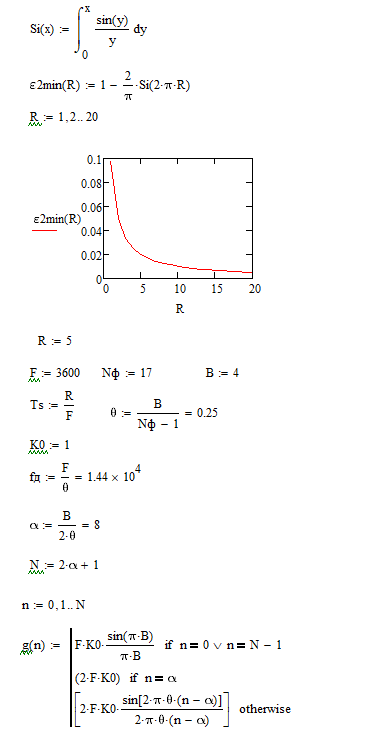 Si(x) := ∫₀ˣ sin(y)/y dy
ε2min(R) := 1 − 2/π·Si(2·π·R)
R := 1,2..20
0.1
0.08
0.06
ε2min(R)
0.04
0.02
0
0 5 10 15 20
R
R := 5
F := 3600 Nф := 17 B := 4
Ts := R/F θ := B/(Nф − 1) = 0.25
K0 := 1
fд := F/θ = 1.44 × 10⁴
α := B/(2·θ) = 8
N := 2·α + 1
n := 0,1..N
g(n) := F·K0·sin(π·B)/(π·B) if n = 0 ∨ n = N − 1
(2·F·K0) if n = α
[2·F·K0·sin[2·π·θ·(n − α)]/(2·π·θ·(n − α))] otherwise